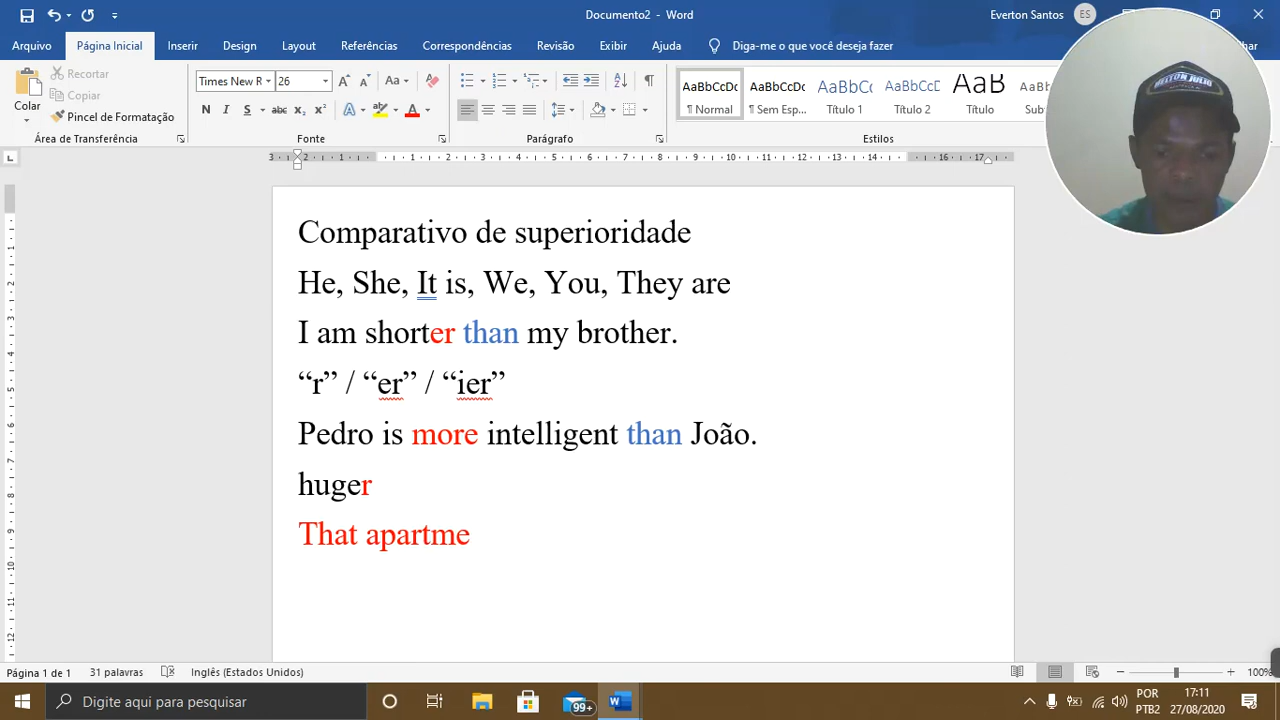 Documento2 - Word
Everton Santos
ES
Arquivo
Página Inicial
Inserir
Design
Layout
Referências
Correspondências
Revisão
Exibir
Ajuda
Diga-me o que você deseja fazer
Colar
Recortar
Copiar
Pincel de Formatação
Área de Transferência
Times New R
26
Fonte
Parágrafo
AaBbCcDc
¶ Normal
AaBbCcDc
¶ Sem Esp...
AaBbCc
Título 1
AaBbCcD
Título 2
AaB
Título
Estilos
Comparativo de superioridade
He, She, It is, We, You, They are
I am shorter than my brother.
“r” / “er” / “ier”
Pedro is more intelligent than João.
huger
That apartme
Página 1 de 1
31 palavras
Inglês (Estados Unidos)
100%
Digite aqui para pesquisar
99+
POR
PTB2
17:11
27/08/2020